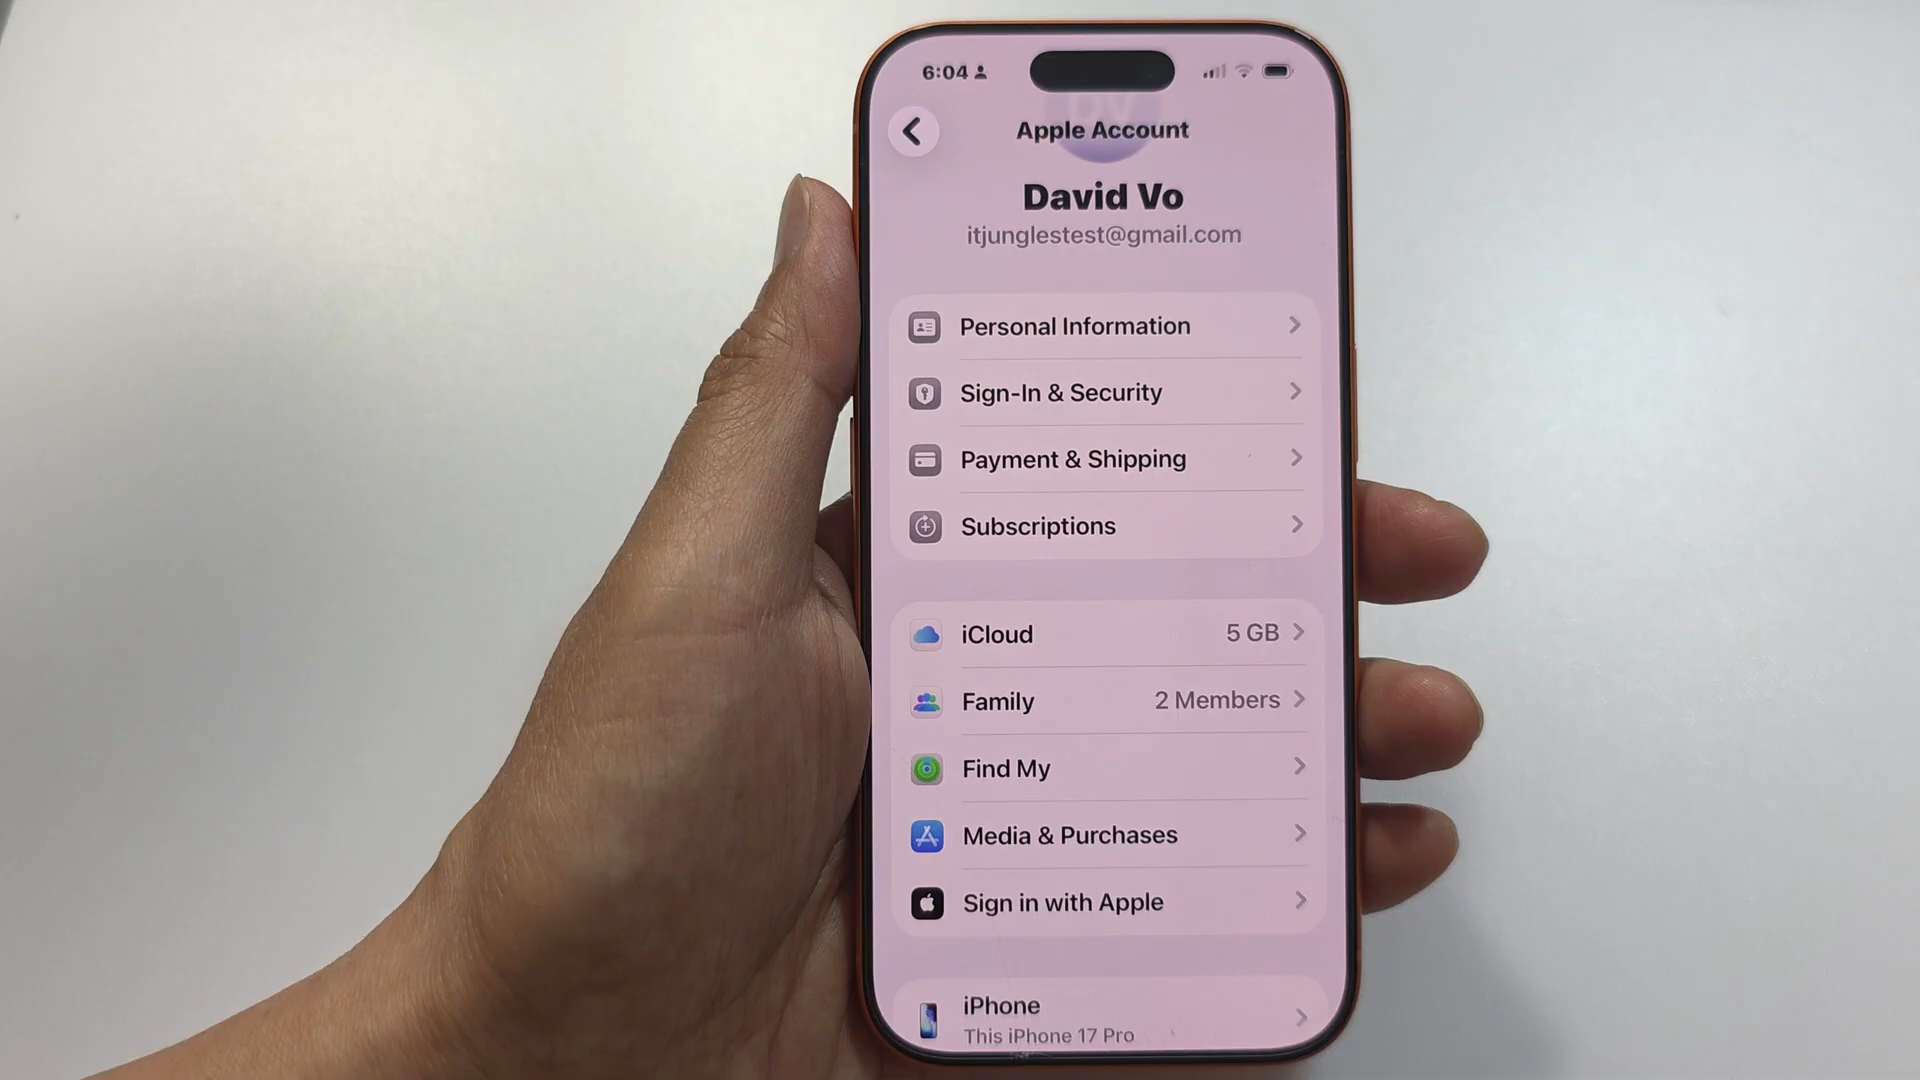 6:04
Apple Account
David Vo
itjunglestest@gmail.com
Personal Information
Sign-In & Security
Payment & Shipping
Subscriptions
iCloud 5 GB
Family 2 Members
Find My
Media & Purchases
Sign in with Apple
iPhone
This iPhone 17 Pro